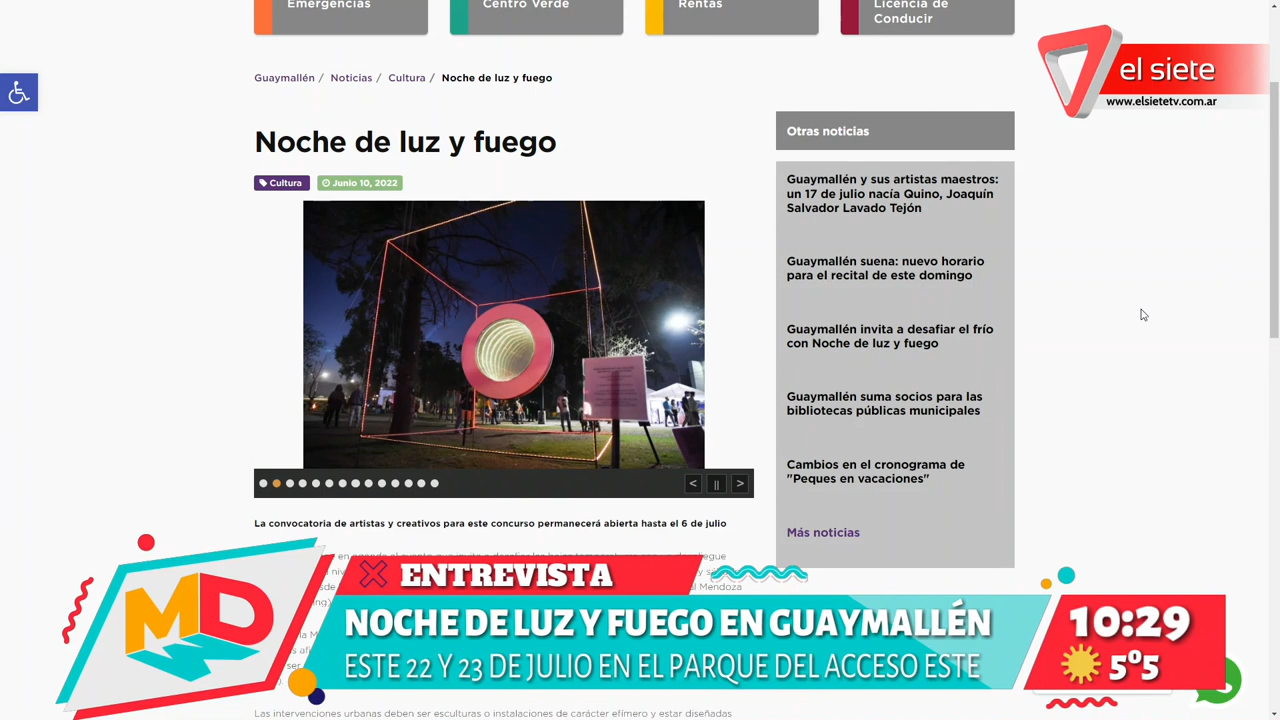 Emergencias
Centro Verde
Rentas
Licencia de
Conducir
el siete
www.elsietetv.com.ar
Guaymallén / Noticias / Cultura / Noche de luz y fuego
Noche de luz y fuego
Cultura
Junio 10, 2022
Otras noticias
Guaymallén y sus artistas maestros:
un 17 de julio nacía Quino, Joaquín
Salvador Lavado Tejón
Guaymallén suena: nuevo horario
para el recital de este domingo
Guaymallén invita a desafiar el frío
con Noche de luz y fuego
Guaymallén suma socios para las
bibliotecas públicas municipales
Cambios en el cronograma de
"Peques en vacaciones"
Más noticias
La convocatoria de artistas y creativos para este concurso permanecerá abierta hasta el 6 de julio
MD
ENTREVISTA
NOCHE DE LUZ Y FUEGO EN GUAYMALLÉN
ESTE 22 Y 23 DE JULIO EN EL PARQUE DEL ACCESO ESTE
10:29
5º5
Las intervenciones urbanas deben ser esculturas o instalaciones de carácter efímero y estar diseñadas